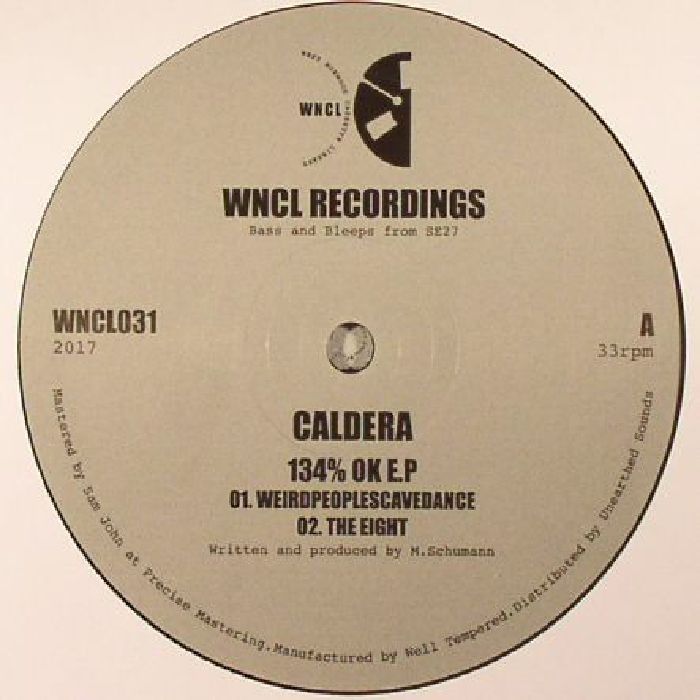 WNCL
WNCL RECORDINGS
Bass and Bleeps from SE27
WNCL031
2017
A
33rpm
CALDERA
134% OK E.P
01. WEIRDPEOPLESCAVEDANCE
02. THE EIGHT
Written and produced by M.Schumann
Mastered by Sam John at Precise Mastering.Manufactured by Well Tempered.Distributed by Unearthed Sounds